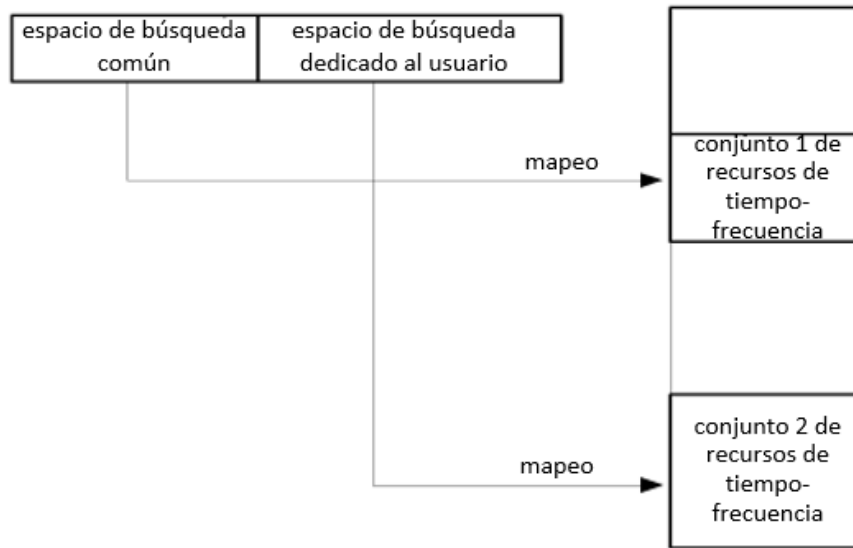 espacio de búsqueda
común
espacio de búsqueda
dedicado al usuario
mapeo
conjunto 1 de
recursos de
tiempo-
frecuencia
mapeo
conjunto 2 de
recursos de
tiempo-
frecuencia